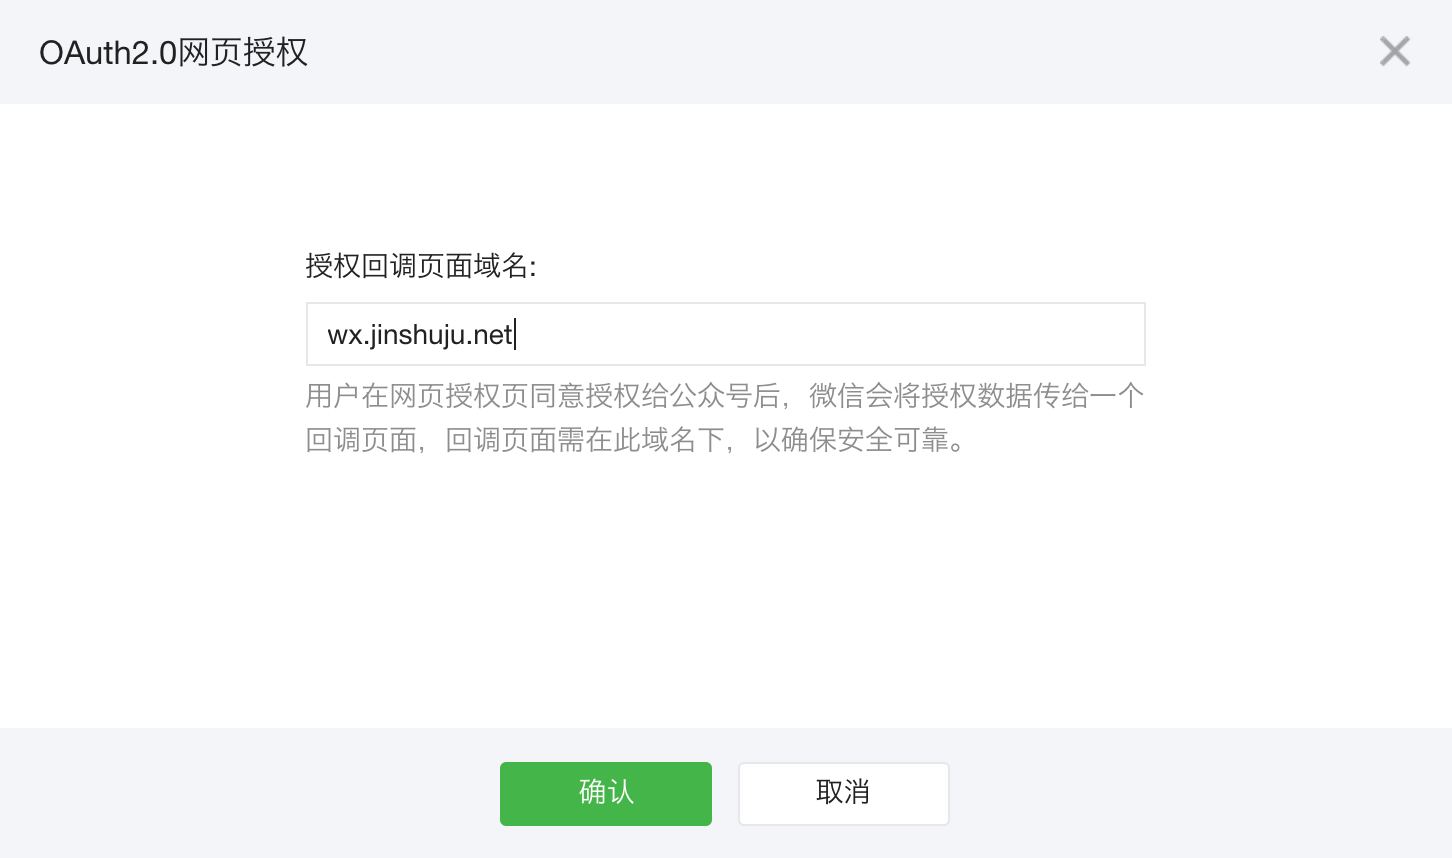 OAuth2.0网页授权
授权回调页面域名:
wx.jinshuju.net
用户在网页授权页同意授权给公众号后，微信会将授权数据传给一个
回调页面，回调页面需在此域名下，以确保安全可靠。
确认
取消